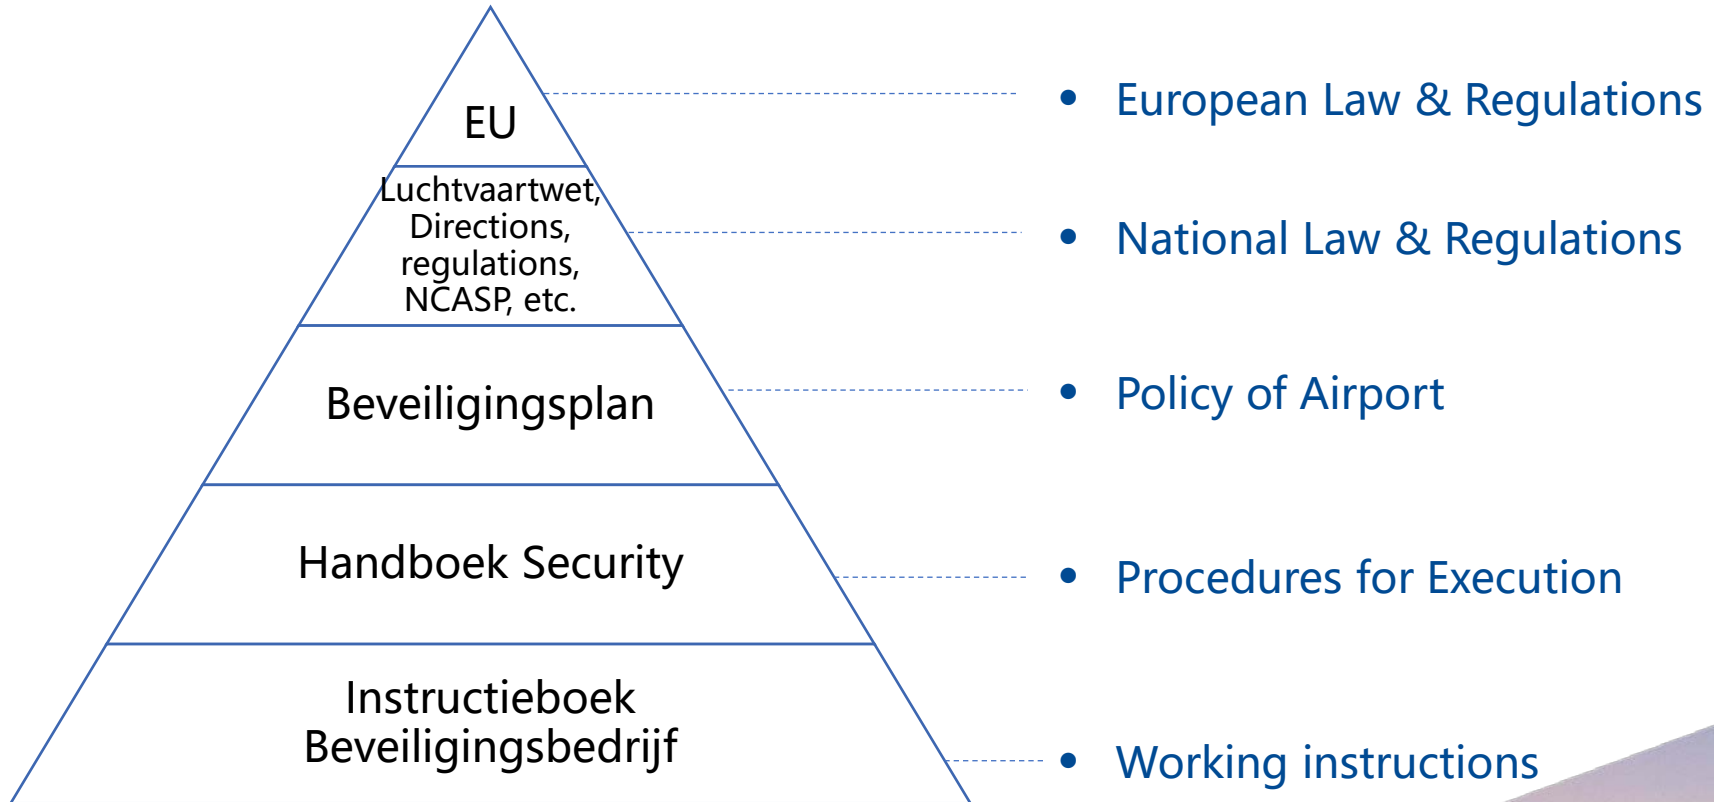 EU
• European Law & Regulations
Luchtvaartwet,
Directions,
regulations,
NCASP, etc.
• National Law & Regulations
Beveiligingsplan
• Policy of Airport
Handboek Security
• Procedures for Execution
Instructieboek
Beveiligingsbedrijf
• Working instructions